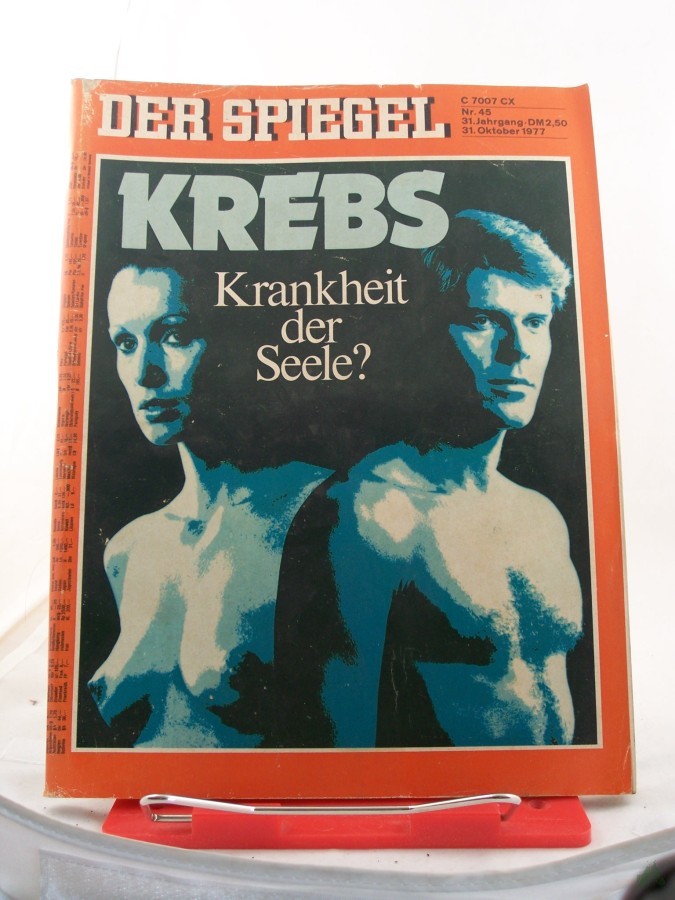 DER SPIEGEL
C 7007 CX
Nr. 45
31. Jahrgang · DM 2,50
31. Oktober 1977
KREBS
Krankheit
der
Seele?